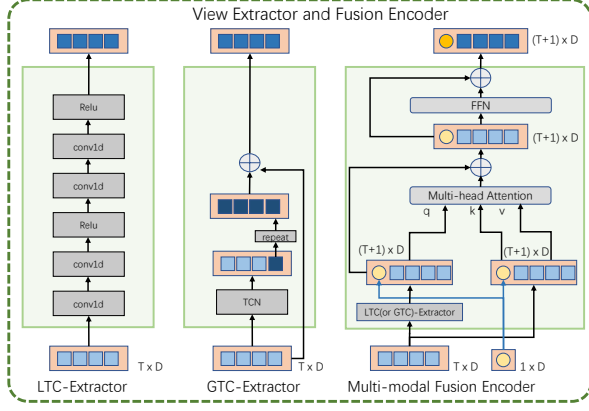 View Extractor and Fusion Encoder
Relu
conv1d
conv1d
Relu
conv1d
conv1d
T x D
LTC-Extractor
repeat
TCN
T x D
GTC-Extractor
(T+1) x D
FFN
(T+1) x D
Multi-head Attention
q k v
(T+1) x D
(T+1) x D
LTC(or GTC)-Extractor
T x D
1 x D
Multi-modal Fusion Encoder